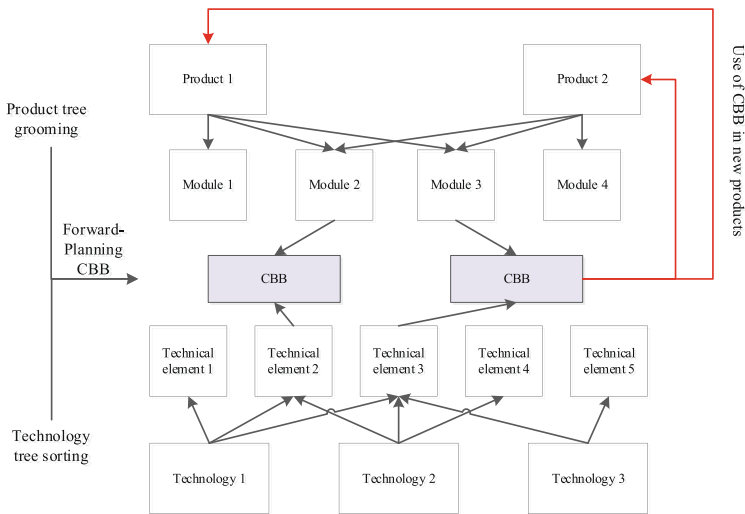 Product 1
Product 2
Use of CBB in new products
Product tree
grooming
Module 1
Module 2
Module 3
Module 4
Forward-
Planning
CBB
CBB
CBB
Technical
element 1
Technical
element 2
Technical
element 3
Technical
element 4
Technical
element 5
Technology
tree sorting
Technology 1
Technology 2
Technology 3